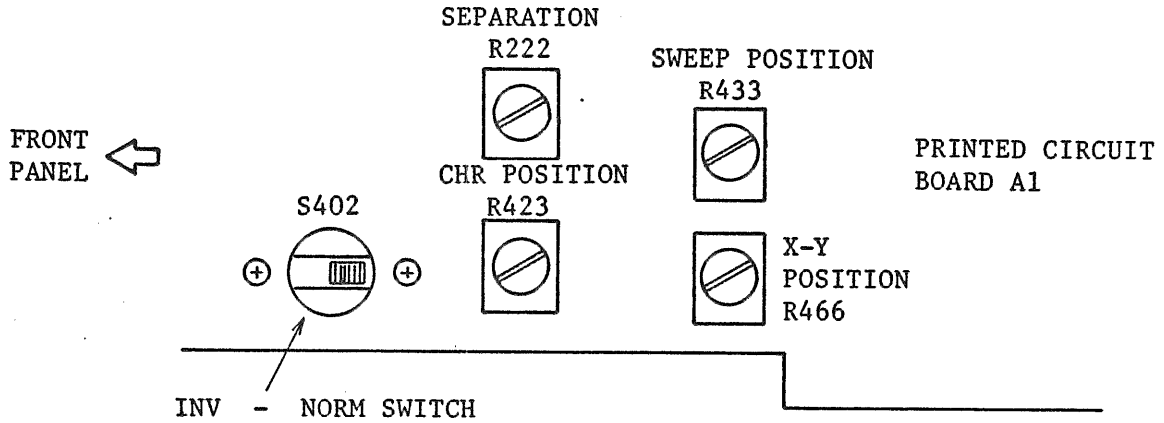 SEPARATION
R222
SWEEP POSITION
R433
FRONT
PANEL
PRINTED CIRCUIT
BOARD A1
CHR POSITION
R423
S402
X-Y
POSITION
R466
INV - NORM SWITCH